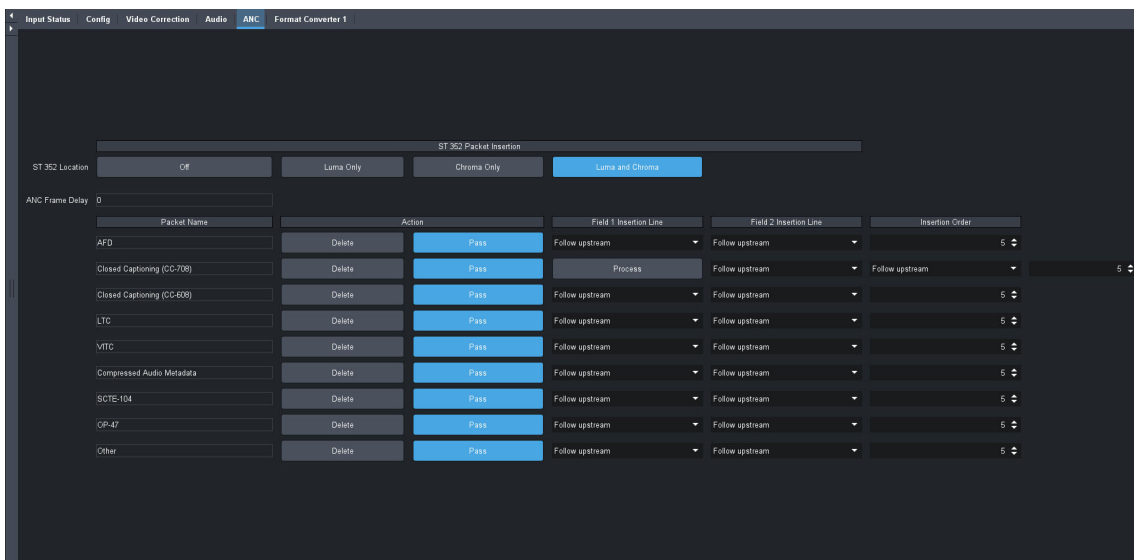 Input Status Config Video Correction Audio ANC Format Converter 1
ST 352 Packet Insertion
ST 352 Location Off Luma Only Chroma Only Luma and Chroma
ANC Frame Delay 0
Packet Name Action Field 1 Insertion Line Field 2 Insertion Line Insertion Order
AFD Delete Pass Follow upstream Follow upstream 5
Closed Captioning (CC-708) Delete Pass Process Follow upstream Follow upstream 5
Closed Captioning (CC-608) Delete Pass Follow upstream Follow upstream 5
LTC Delete Pass Follow upstream Follow upstream 5
VITC Delete Pass Follow upstream Follow upstream 5
Compressed Audio Metadata Delete Pass Follow upstream Follow upstream 5
SCTE-104 Delete Pass Follow upstream Follow upstream 5
OP-47 Delete Pass Follow upstream Follow upstream 5
Other Delete Pass Follow upstream Follow upstream 5